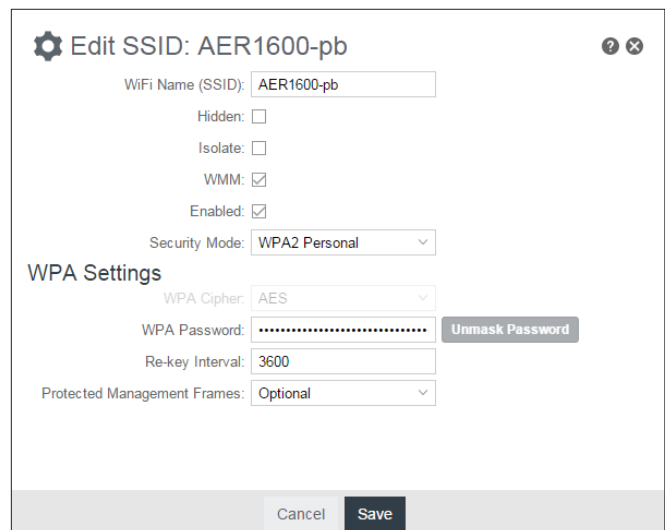 Edit SSID: AER1600-pb
WiFi Name (SSID): AER1600-pb
Hidden:
Isolate:
WMM:
Enabled:
Security Mode: WPA2 Personal
WPA Settings
WPA Cipher: AES
WPA Password: •••••••••••••••••••••••••••••••• Unmask Password
Re-key Interval: 3600
Protected Management Frames: Optional
Cancel Save